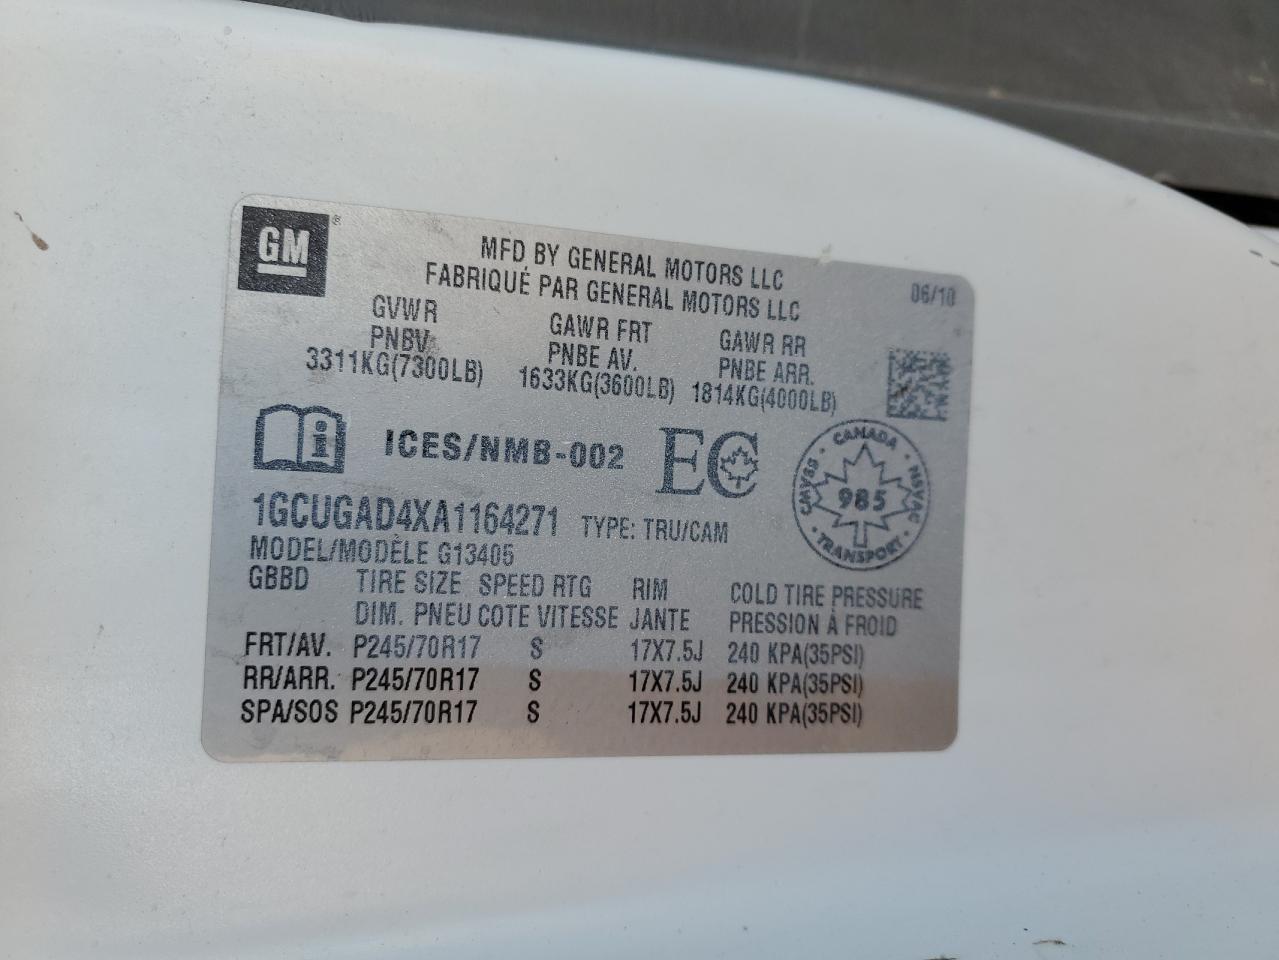 GM ®
MFD BY GENERAL MOTORS LLC
FABRIQUÉ PAR GENERAL MOTORS LLC
06/10
GVWR GAWR FRT GAWR RR
PNBV PNBE AV. PNBE ARR.
3311KG(7300LB) 1633KG(3600LB) 1814KG(4000LB)
i ICES/NMB-002 EC
CANADA
CMVSS 985 NSVAC
TRANSPORT
1GCUGAD4XA1164271 TYPE: TRU/CAM
MODEL/MODÈLE G13405
GBBD TIRE SIZE SPEED RTG RIM COLD TIRE PRESSURE
DIM. PNEU COTE VITESSE JANTE PRESSION À FROID
FRT/AV. P245/70R17 S 17X7.5J 240 KPA(35PSI)
RR/ARR. P245/70R17 S 17X7.5J 240 KPA(35PSI)
SPA/SOS P245/70R17 S 17X7.5J 240 KPA(35PSI)